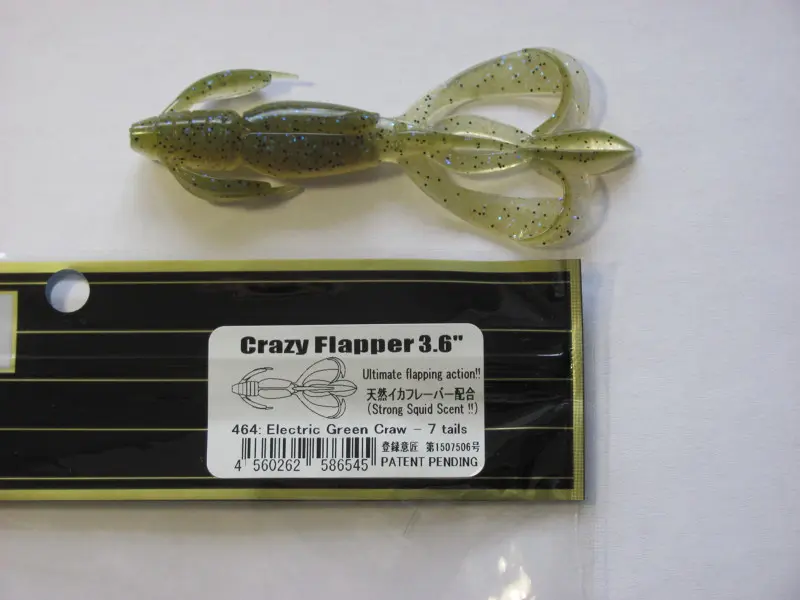 Crazy Flapper 3.6"
Ultimate flapping action!!
天然イカフレーバー配合
(Strong Squid Scent !!)
464: Electric Green Craw - 7 tails
4 560262 586545
登録意匠 第1507506号
PATENT PENDING